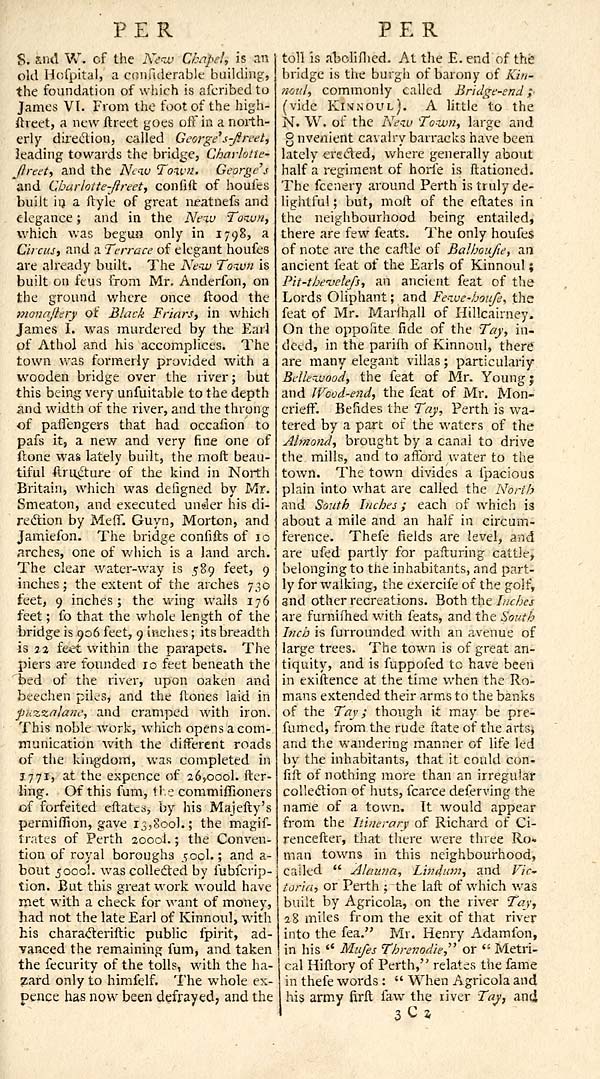 PER
PER
S. and W. of the New Chapel, is an
old Hoſpital, a conſiderable building,
the foundation of which is aſcribed to
James VI. From the foot of the high-
ſtreet, a new ſtreet goes off in a north-
erly direction, called George's-ſtreet,
leading towards the bridge, Charlotte-
ſtreet, and the New Town. George's
and Charlotte-ſtreet, conſiſt of houſes
built in a ſtyle of great neatneſs and
elegance; and in the New Town,
which was begun only in 1798, a
Circus, and a Terrace of elegant houſes
are already built. The New Town is
built on feus from Mr. Anderſon, on
the ground where once ſtood the
monaſtery of Black Friars, in which
James I. was murdered by the Earl
of Athol and his accomplices. The
town was formerly provided with a
wooden bridge over the river; but
this being very unſuitable to the depth
and width of the river, and the throng
of paſſengers that had occaſion to
paſs it, a new and very fine one of
ſtone was lately built, the moſt beau-
tiful ſtructure of the kind in North
Britain, which was deſigned by Mr.
Smeaton, and executed under his di-
rection by Meſſ. Guyn, Morton, and
Jamieſon. The bridge conſiſts of 10
arches, one of which is a land arch.
The clear water-way is 589 feet, 9
inches; the extent of the arches 730
feet, 9 inches; the wing walls 176
feet; ſo that the whole length of the
bridge is 906 feet, 9 inches; its breadth
is 22 feet within the parapets. The
piers are founded 10 feet beneath the
bed of the river, upon oaken and
beechen piles, and the ſtones laid in
puzzalane, and cramped with iron.
This noble work, which opens a com-
munication with the different roads
of the kingdom, was completed in
1771, at the expence of 26,000l. ſter-
ling. Of this ſum, the commiſſioners
of forfeited eſtates, by his Majeſty's
permiſſion, gave 13,800l.; the magiſ-
trates of Perth 2000l.; the Conven-
tion of royal boroughs 500l.; and a-
bout 5000l. was collected by ſubſcrip-
tion. But this great work would have
met with a check for want of money,
had not the late Earl of Kinnoul, with
his characteriſtic public ſpirit, ad-
vanced the remaining ſum, and taken
the ſecurity of the tolls, with the ha-
zard only to himſelf. The whole ex-
pence has now been defrayed, and the
toll is aboliſhed. At the E. end of the
bridge is the burgh of barony of Kin-
noul, commonly called Bridge-end;
(vide KINNOUL). A little to the
N. W. of the New Town, large and
nvenient cavalry barracks have been
lately erected, where generally about
half a regiment of horſe is ſtationed.
The ſcenery around Perth is truly de-
lightful; but, moſt of the eſtates in
the neighbourhood being entailed,
there are few ſeats. The only houſes
of note are the caſtle of Balhouſie, an
ancient ſeat of the Earls of Kinnoul;
Pit-theveleſs, an ancient ſeat of the
Lords Oliphant; and Fewe-houſe, the
ſeat of Mr. Marſhall of Hillcairney.
On the oppoſite ſide of the Tay, in-
deed, in the pariſh of Kinnoul, there
are many elegant villas; particularly
Bellewood, the ſeat of Mr. Young;
and Wood-end, the ſeat of Mr. Mon-
crieff. Beſides the Tay, Perth is wa-
tered by a part of the waters of the
Almond, brought by a canal to drive
the mills, and to afford water to the
town. The town divides a ſpacious
plain into what are called the North
and South Inches; each of which is
about a mile and an half in circum-
ference. Theſe fields are level, and
are uſed partly for paſturing cattle,
belonging to the inhabitants, and part-
ly for walking, the exerciſe of the golf,
and other recreations. Both the Inches
are furniſhed with ſeats, and the South
Inch is ſurrounded with an avenue of
large trees. The town is of great an-
tiquity, and is ſuppoſed to have been
in exiſtence at the time when the Ro-
mans extended their arms to the banks
of the Tay; though it may be pre-
ſumed, from the rude ſtate of the arts,
and the wandering manner of life led
by the inhabitants, that it could con-
ſiſt of nothing more than an irregular
collection of huts, ſcarce deſerving the
name of a town. It would appear
from the Itinerary of Richard of Ci-
renceſter, that there were three Ro-
man towns in this neighbourhood,
called " Alauna, Lindum, and Vic-
toria, or Perth; the laſt of which was
built by Agricola, on the river Tay,
28 miles from the exit of that river
into the ſea." Mr. Henry Adamſon,
in his " Muſes Threnodie," or " Metri-
cal Hiſtory of Perth," relates the ſame
in theſe words: " When Agricola and
his army firſt ſaw the river Tay, and
3 C 2